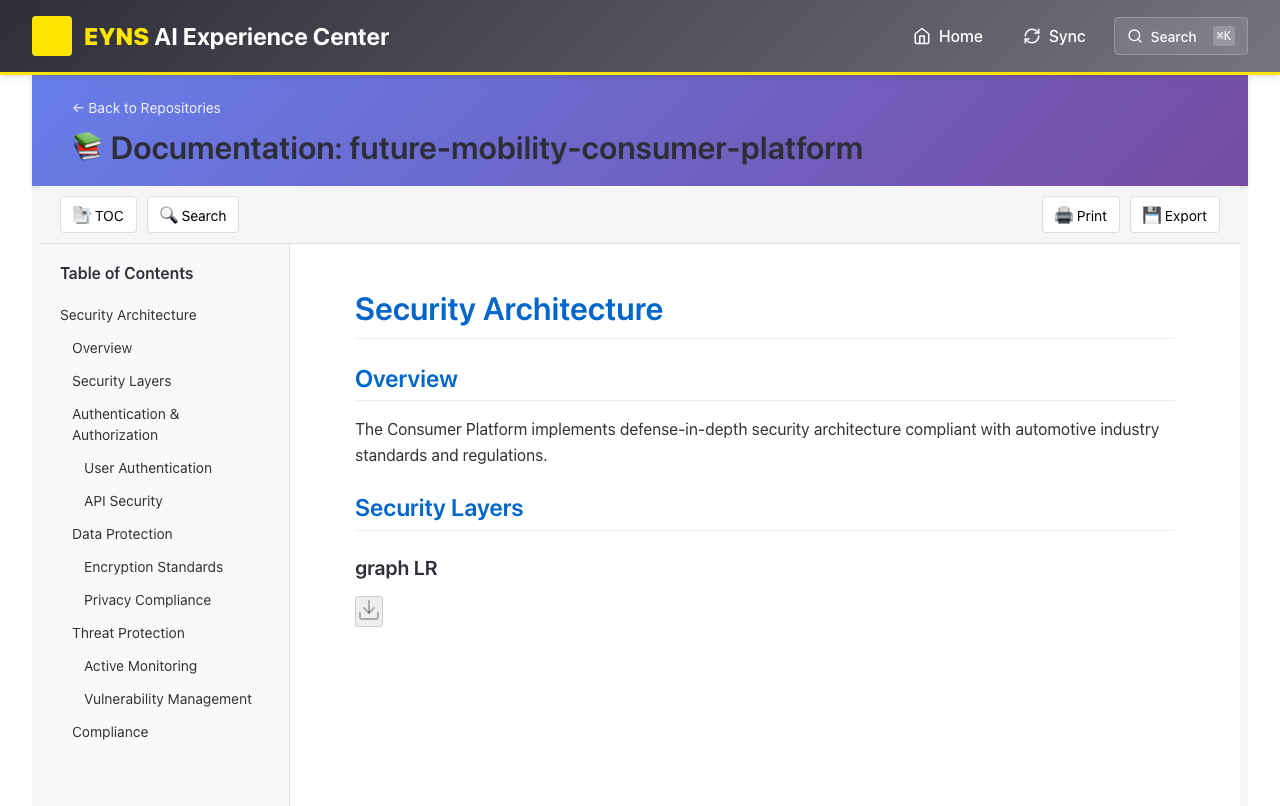 EYNS AI Experience Center
Home
Sync
Search
⌘K
← Back to Repositories
📚 Documentation: future-mobility-consumer-platform
📑 TOC
🔍 Search
🖨️ Print
💾 Export
Table of Contents
Security Architecture
Overview
Security Layers
Authentication &
Authorization
User Authentication
API Security
Data Protection
Encryption Standards
Privacy Compliance
Threat Protection
Active Monitoring
Vulnerability Management
Compliance
Security Architecture
Overview
The Consumer Platform implements defense-in-depth security architecture compliant with automotive industry
standards and regulations.
Security Layers
graph LR